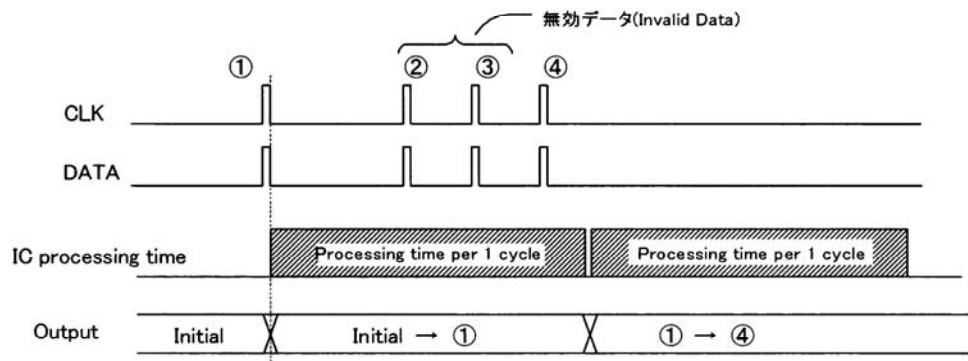 無効データ(Invalid Data)
① ② ③ ④
CLK
DATA
IC processing time
Processing time per 1 cycle
Processing time per 1 cycle
Output
Initial
Initial → ①
① → ④